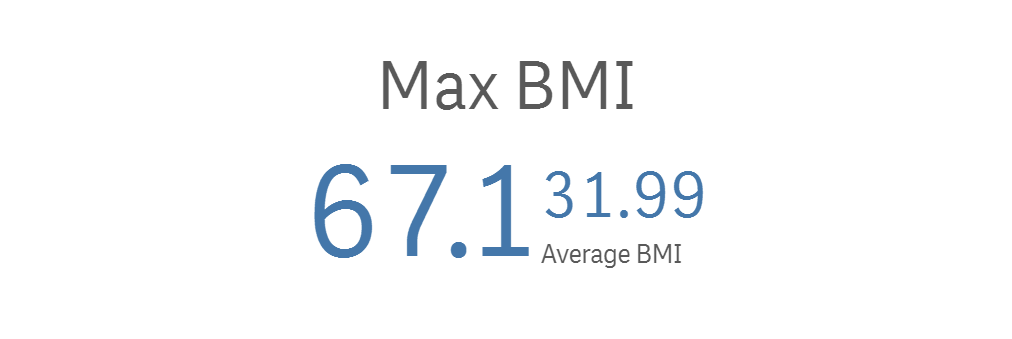 Max BMI
67.1
31.99
Average BMI